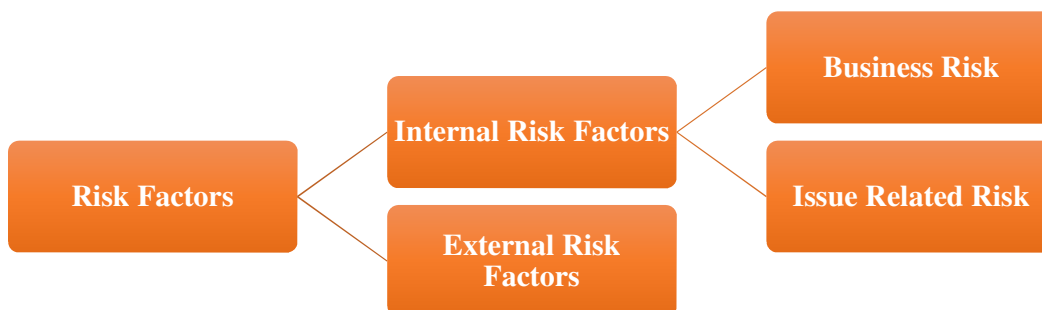 Risk Factors
Internal Risk Factors
External Risk
Factors
Business Risk
Issue Related Risk